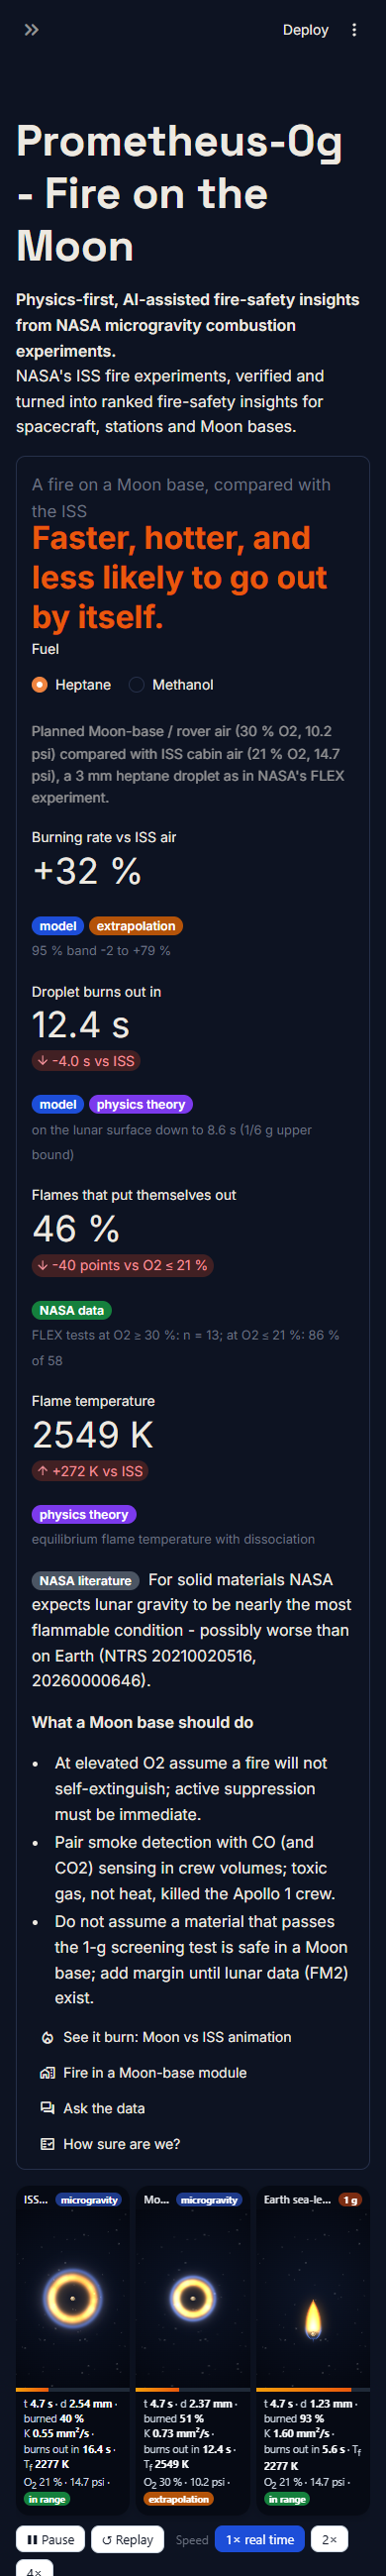 Deploy
Prometheus-0g
- Fire on the
Moon
Physics-first, AI-assisted fire-safety insights
from NASA microgravity combustion
experiments.
NASA's ISS fire experiments, verified and
turned into ranked fire-safety insights for
spacecraft, stations and Moon bases.
A fire on a Moon base, compared with
the ISS
Faster, hotter, and
less likely to go out
by itself.
Fuel
Heptane Methanol
Planned Moon-base / rover air (30 % O2, 10.2
psi) compared with ISS cabin air (21 % O2, 14.7
psi), a 3 mm heptane droplet as in NASA's FLEX
experiment.
Burning rate vs ISS air
+32 %
model extrapolation
95 % band -2 to +79 %
Droplet burns out in
12.4 s
↓ -4.0 s vs ISS
model physics theory
on the lunar surface down to 8.6 s (1/6 g upper
bound)
Flames that put themselves out
46 %
↓ -40 points vs O2 ≤ 21 %
NASA data
FLEX tests at O2 ≥ 30 %: n = 13; at O2 ≤ 21 %: 86 %
of 58
Flame temperature
2549 K
↑ +272 K vs ISS
physics theory
equilibrium flame temperature with dissociation
NASA literature For solid materials NASA
expects lunar gravity to be nearly the most
flammable condition - possibly worse than
on Earth (NTRS 20210020516,
20260000646).
What a Moon base should do
• At elevated O2 assume a fire will not
self-extinguish; active suppression
must be immediate.
• Pair smoke detection with CO (and
CO2) sensing in crew volumes; toxic
gas, not heat, killed the Apollo 1 crew.
• Do not assume a material that passes
the 1-g screening test is safe in a Moon
base; add margin until lunar data (FM2)
exist.
See it burn: Moon vs ISS animation
Fire in a Moon-base module
Ask the data
How sure are we?
ISS... microgravity
t 4.7 s · d 2.54 mm ·
burned 40 %
K 0.55 mm²/s ·
burns out in 16.4 s ·
Tf 2277 K
O₂ 21 % · 14.7 psi ·
in range
Mo... microgravity
t 4.7 s · d 2.37 mm ·
burned 51 %
K 0.73 mm²/s ·
burns out in 12.4 s ·
Tf 2549 K
O₂ 30 % · 10.2 psi ·
extrapolation
Earth sea-le... 1 g
t 4.7 s · d 1.23 mm ·
burned 93 %
K 1.60 mm²/s ·
burns out in 5.6 s · Tf
2277 K
O₂ 21 % · 14.7 psi ·
in range
Pause Replay Speed 1× real time 2×
4×